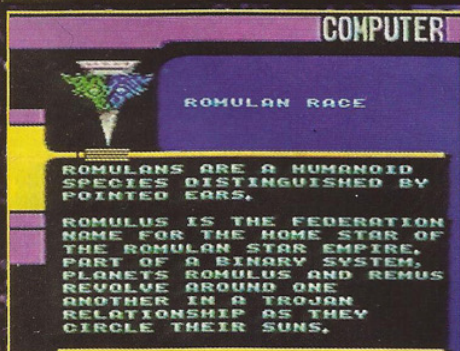 COMPUTER
ROMULAN RACE
ROMULANS ARE A HUMANOID
SPECIES DISTINGUISHED BY
POINTED EARS.
ROMULUS IS THE FEDERATION
NAME FOR THE HOME STAR OF
THE ROMULAN STAR EMPIRE.
PART OF A BINARY SYSTEM,
PLANETS ROMULUS AND REMUS
REVOLVE AROUND ONE
ANOTHER IN A TROJAN
RELATIONSHIP AS THEY
CIRCLE THEIR SUNS.